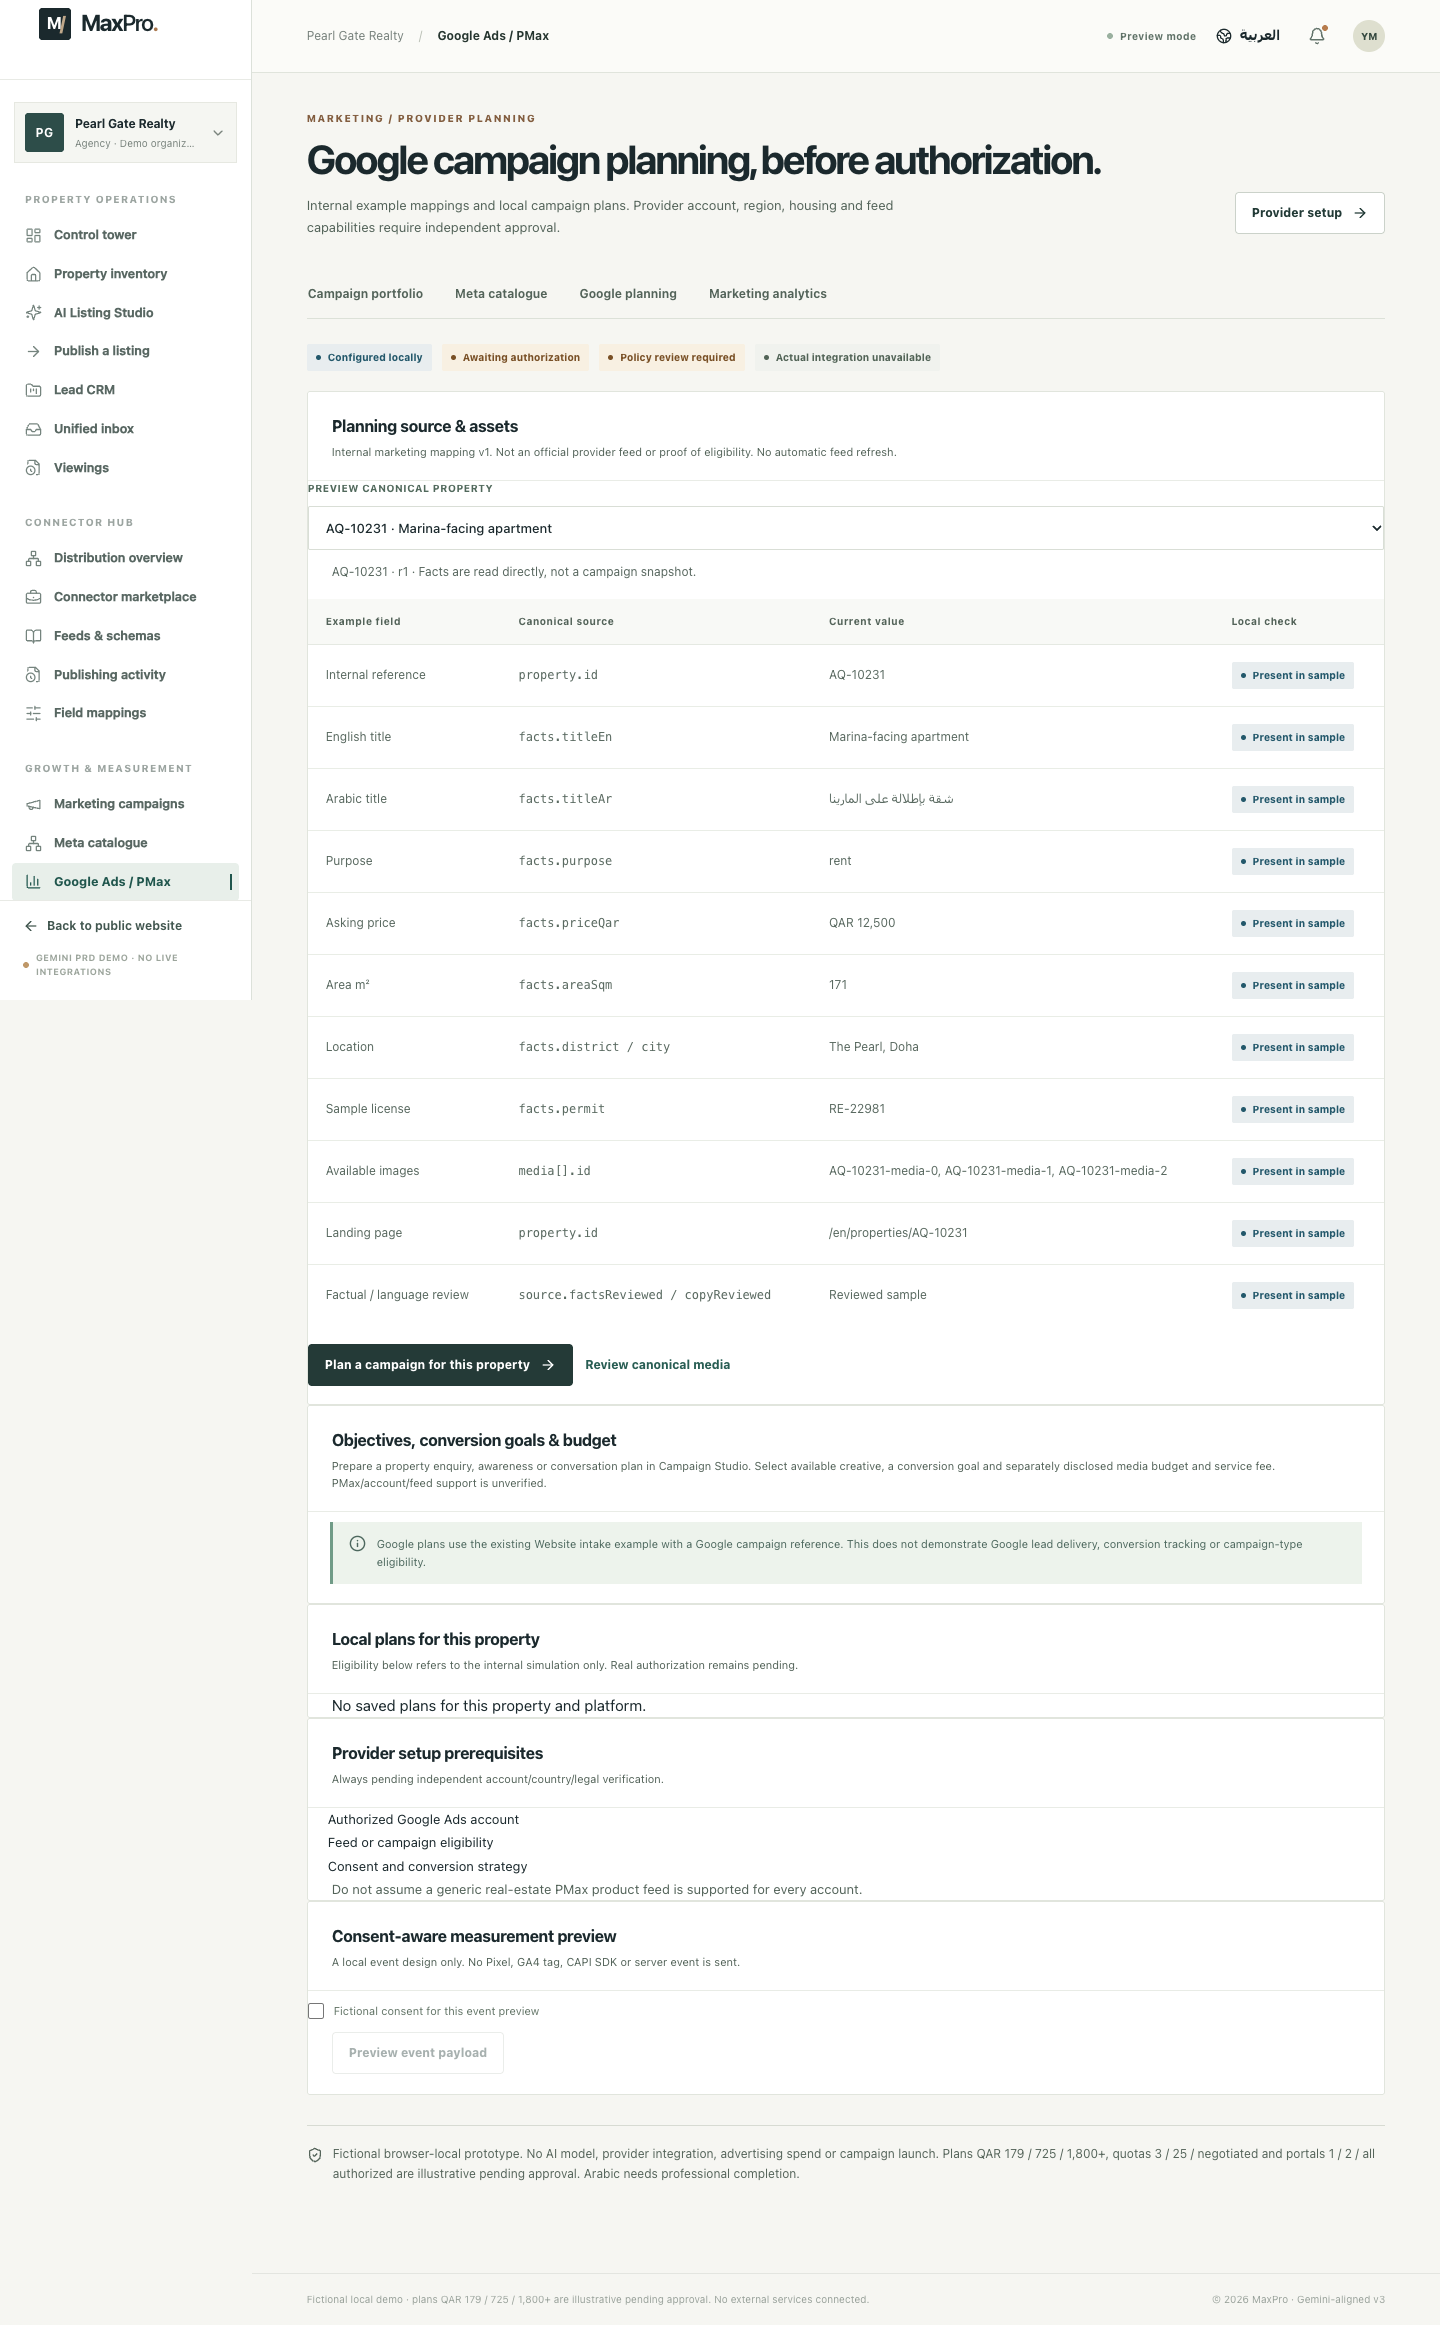 M/ MaxPro.
PG
Pearl Gate Realty
Agency · Demo organiz...
PROPERTY OPERATIONS
Control tower
Property inventory
AI Listing Studio
Publish a listing
Lead CRM
Unified inbox
Viewings
CONNECTOR HUB
Distribution overview
Connector marketplace
Feeds & schemas
Publishing activity
Field mappings
GROWTH & MEASUREMENT
Marketing campaigns
Meta catalogue
Google Ads / PMax
Back to public website
GEMINI PRD DEMO · NO LIVE
INTEGRATIONS
Pearl Gate Realty / Google Ads / PMax
Preview mode
العربية
YM
MARKETING / PROVIDER PLANNING
Google campaign planning, before authorization.
Internal example mappings and local campaign plans. Provider account, region, housing and feed
capabilities require independent approval.
Provider setup
Campaign portfolio Meta catalogue Google planning Marketing analytics
Configured locally Awaiting authorization Policy review required Actual integration unavailable
Planning source & assets
Internal marketing mapping v1. Not an official provider feed or proof of eligibility. No automatic feed refresh.
PREVIEW CANONICAL PROPERTY
AQ-10231 · Marina-facing apartment
AQ-10231 · r1 · Facts are read directly, not a campaign snapshot.
Example field Canonical source Current value Local check
Internal reference property.id AQ-10231 Present in sample
English title facts.titleEn Marina-facing apartment Present in sample
Arabic title facts.titleAr شقة بإطلالة على المارينا Present in sample
Purpose facts.purpose rent Present in sample
Asking price facts.priceQar QAR 12,500 Present in sample
Area m² facts.areaSqm 171 Present in sample
Location facts.district / city The Pearl, Doha Present in sample
Sample license facts.permit RE-22981 Present in sample
Available images media[].id AQ-10231-media-0, AQ-10231-media-1, AQ-10231-media-2 Present in sample
Landing page property.id /en/properties/AQ-10231 Present in sample
Factual / language review source.factsReviewed / copyReviewed Reviewed sample Present in sample
Plan a campaign for this property Review canonical media
Objectives, conversion goals & budget
Prepare a property enquiry, awareness or conversation plan in Campaign Studio. Select available creative, a conversion goal and separately disclosed media budget and service fee.
PMax/account/feed support is unverified.
Google plans use the existing Website intake example with a Google campaign reference. This does not demonstrate Google lead delivery, conversion tracking or campaign-type
eligibility.
Local plans for this property
Eligibility below refers to the internal simulation only. Real authorization remains pending.
No saved plans for this property and platform.
Provider setup prerequisites
Always pending independent account/country/legal verification.
Authorized Google Ads account
Feed or campaign eligibility
Consent and conversion strategy
Do not assume a generic real-estate PMax product feed is supported for every account.
Consent-aware measurement preview
A local event design only. No Pixel, GA4 tag, CAPI SDK or server event is sent.
Fictional consent for this event preview
Preview event payload
Fictional browser-local prototype. No AI model, provider integration, advertising spend or campaign launch. Plans QAR 179 / 725 / 1,800+, quotas 3 / 25 / negotiated and portals 1 / 2 / all
authorized are illustrative pending approval. Arabic needs professional completion.
Fictional local demo · plans QAR 179 / 725 / 1,800+ are illustrative pending approval. No external services connected.
© 2026 MaxPro · Gemini-aligned v3